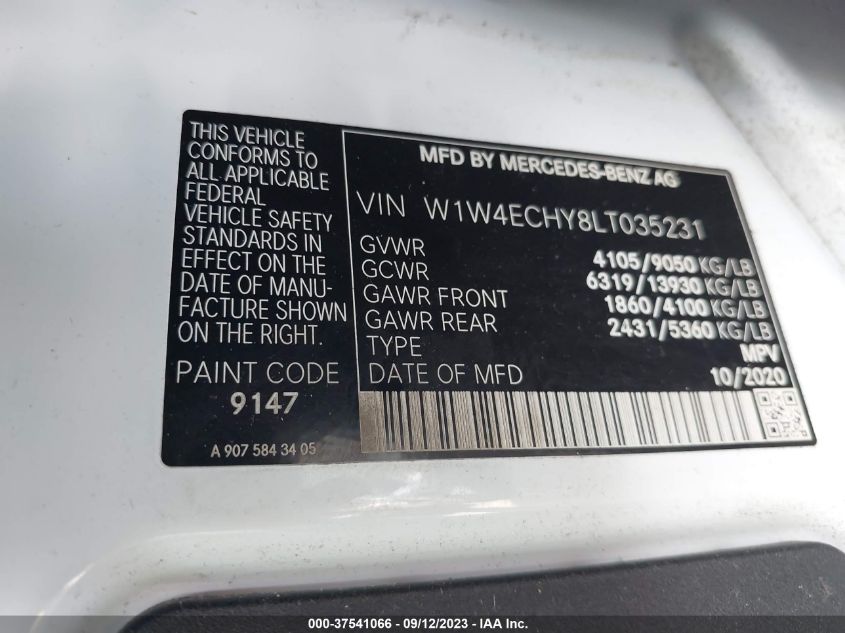 THIS VEHICLE
CONFORMS TO
ALL APPLICABLE
FEDERAL
VEHICLE SAFETY
STANDARDS IN
EFFECT ON THE
DATE OF MANU-
FACTURE SHOWN
ON THE RIGHT.
PAINT CODE
9147
A 907 584 34 05
MFD BY MERCEDES-BENZ AG
VIN W1W4ECHY8LT035231
GVWR 4105/9050 KG/LB
GCWR 6319/13930 KG/LB
GAWR FRONT 1860/4100 KG/LB
GAWR REAR 2431/5360 KG/LB
TYPE MPV
DATE OF MFD 10/2020
000-37541066 - 09/12/2023 - IAA, Inc.